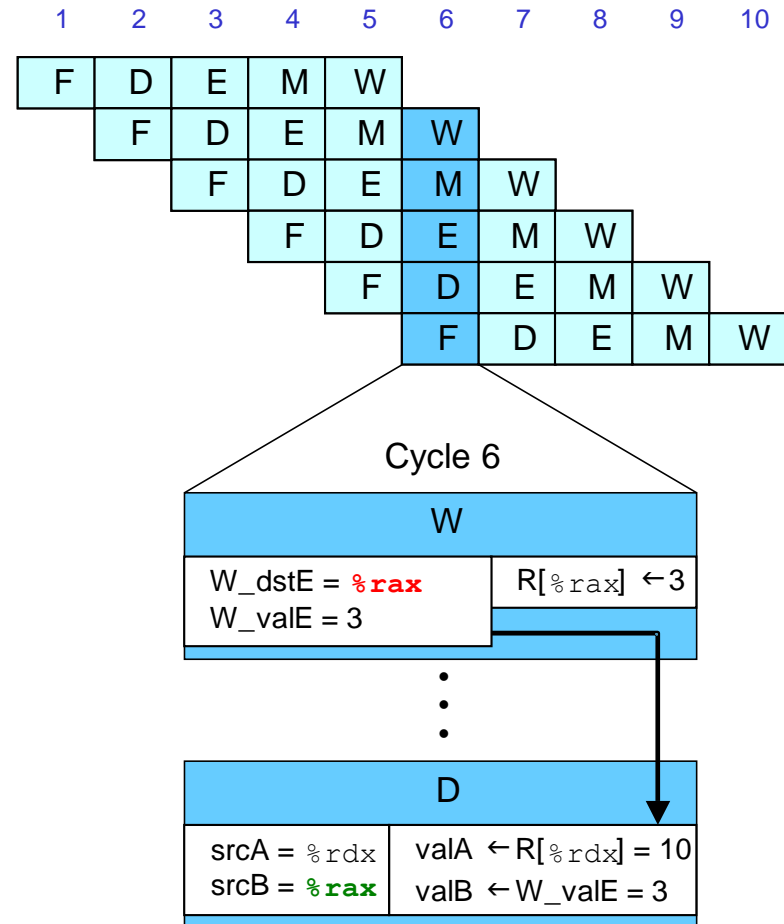 1 2 3 4 5 6 7 8 9 10
F D E M W
F D E M W
F D E M W
F D E M W
F D E M W
F D E M W
Cycle 6
W
W_dstE = %rax R[%rax] ←3
W_valE = 3
D
srcA = %rdx valA ←R[%rdx] = 10
srcB = %rax valB ←W_valE = 3